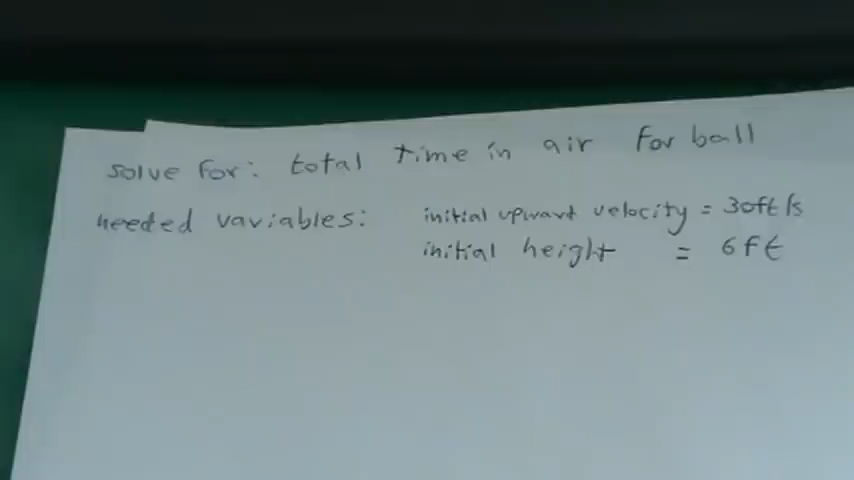 solve for: total time in air for ball
needed variables: initial upward velocity = 30ft/s
initial height = 6ft